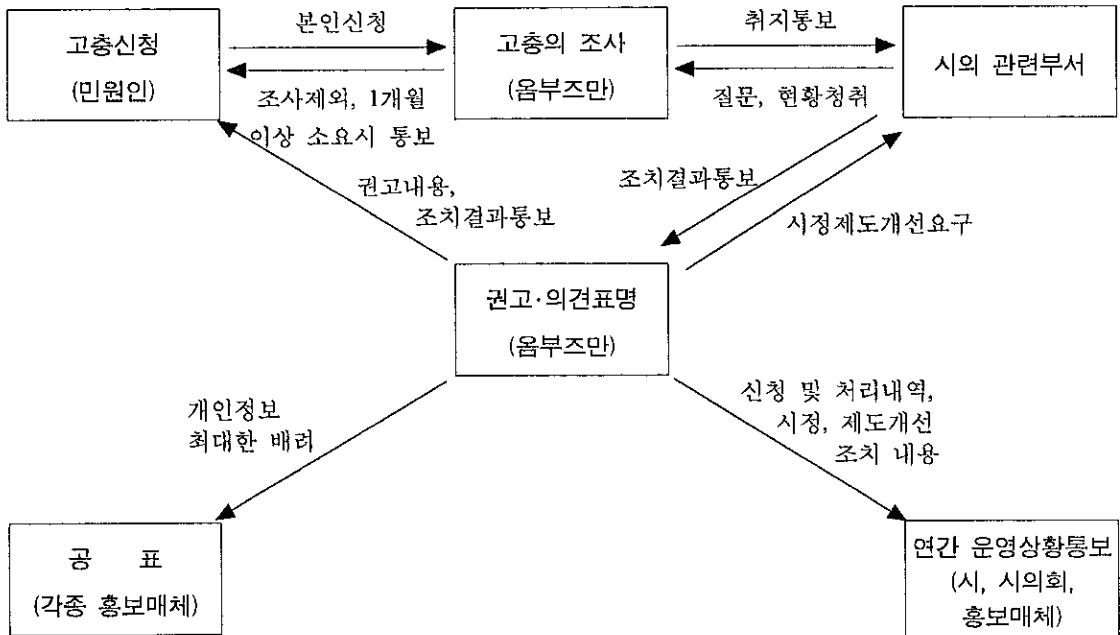 고충신청
(민원인)
본인신청
조사제외, 1개월
이상 소요시 통보
고충의 조사
(옴부즈만)
취지통보
질문, 현황청취
시의 관련부서
권고내용,
조치결과통보
조치결과통보
시정제도개선요구
권고·의견표명
(옴부즈만)
개인정보
최대한 배려
신청 및 처리내역,
시정, 제도개선
조치 내용
공 표
(각종 홍보매체)
연간 운영상황통보
(시, 시의회,
홍보매체)